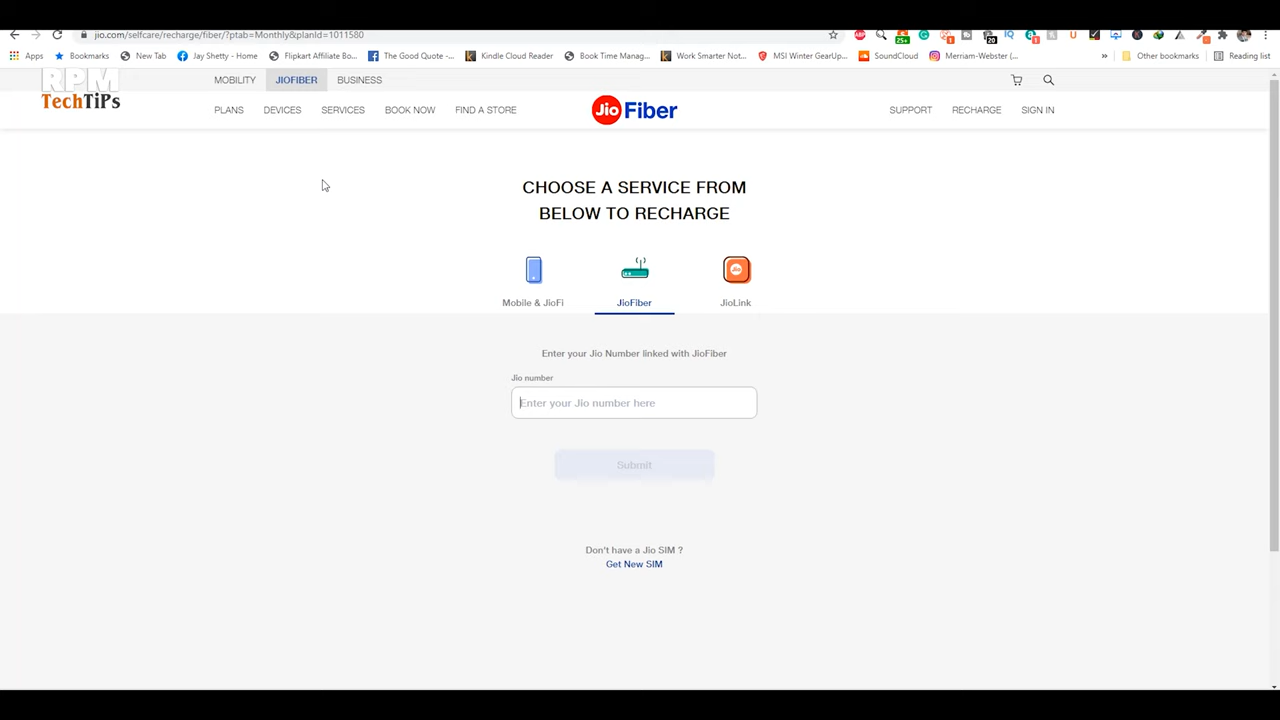 jio.com/selfcare/recharge/fiber/?ptab=Monthly&planId=1011580
Apps Bookmarks New Tab Jay Shetty - Home Flipkart Affiliate Bo... The Good Quote -... Kindle Cloud Reader Book Time Manag... Work Smarter Not... MSI Winter GearUp... SoundCloud Merriam-Webster (... » Other bookmarks Reading list
RPM
TechTiPs
MOBILITY JIOFIBER BUSINESS
PLANS DEVICES SERVICES BOOK NOW FIND A STORE Jio Fiber SUPPORT RECHARGE SIGN IN
CHOOSE A SERVICE FROM
BELOW TO RECHARGE
Mobile & JioFi JioFiber JioLink
Enter your Jio Number linked with JioFiber
Jio number
Enter your Jio number here
Submit
Don't have a Jio SIM ?
Get New SIM